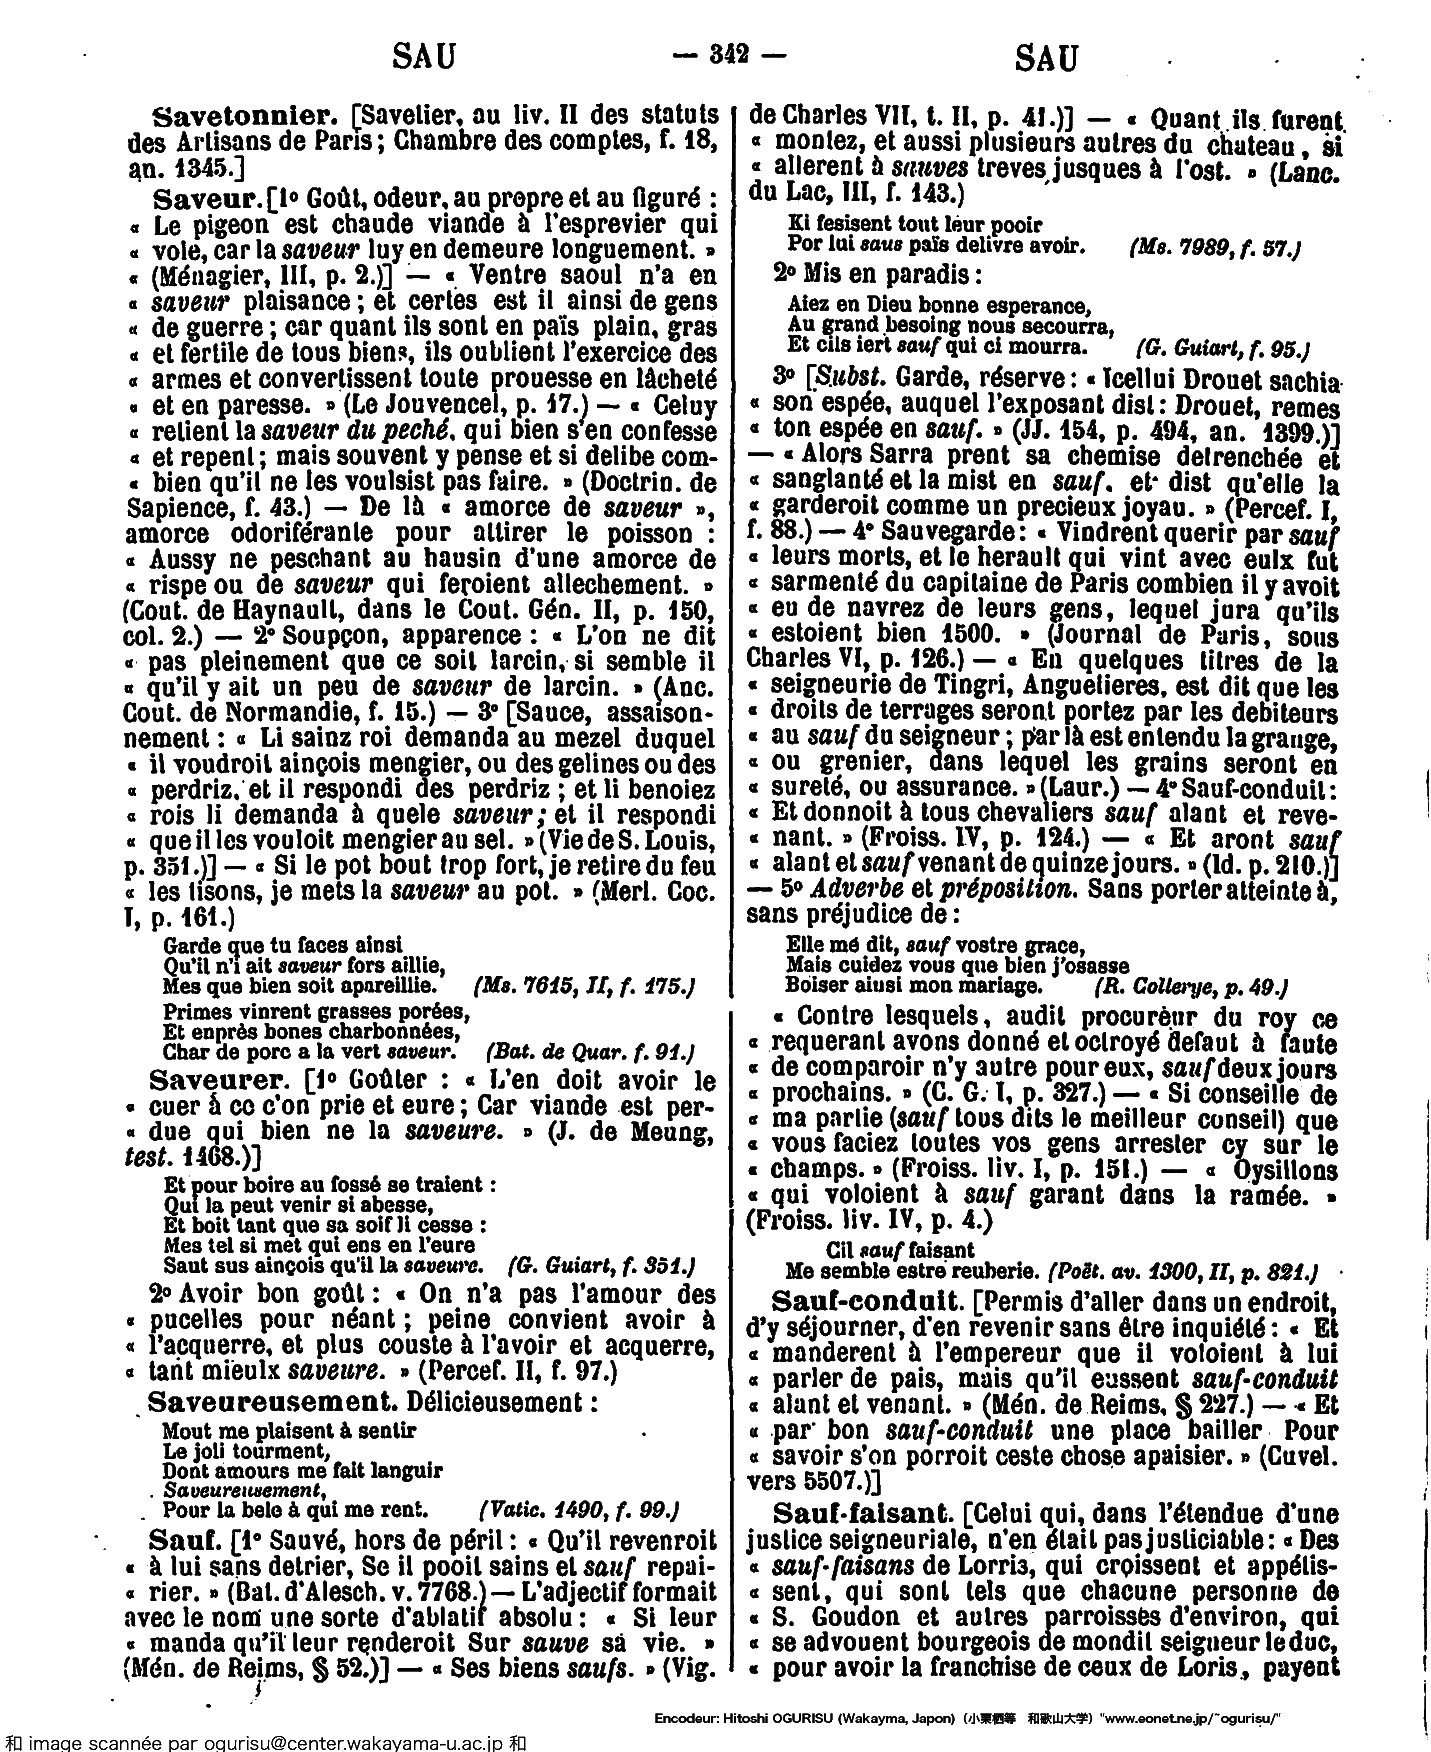 SAU — 342 — SAU
Savetonnier. [Savetier, au liv. II des statuts
des Artisans de Paris ; Chambre des comptes, f. 18,
an. 1345.]
Saveur. [1º Goût, odeur, au propre et au figuré :
« Le pigeon est chaude viande à l'esprevier qui
« vole, car la saveur luy en demeure longuement. »
« (Ménagier, III, p. 2.)] — « Ventre saoul n'a en
« saveur plaisance ; et certes est il ainsi de gens
« de guerre ; car quant ils sont en païs plain, gras
« et fertile de tous biens, ils oublient l'exercice des
« armes et convertissent toute prouesse en lâcheté
« et en paresse. » (Le Jouvencel, p. 17.) — « Celuy
« retient la saveur du peché, qui bien s'en confesse
« et repent ; mais souvent y pense et si delibe com-
« bien qu'il ne les voulsist pas faire. » (Doctrin. de
Sapience, f. 43.) — De là « amorce de saveur »,
amorce odoriférante pour attirer le poisson :
« Aussy ne peschant au hausin d'une amorce de
« rispe ou de saveur qui feroient allechement. »
(Cout. de Haynault, dans le Cout. Gén. II, p. 150,
col. 2.) — 2º Soupçon, apparence : « L'on ne dit
« pas pleinement que ce soit larcin, si semble il
« qu'il y ait un peu de saveur de larcin. » (Anc.
Cout. de Normandie, f. 15.) — 3º [Sauce, assaison-
nement : « Li sainz roi demanda au mezel duquel
« il voudroit ainçois mengier, ou des gelines ou des
« perdriz, et il respondi des perdriz ; et li benoiez
« rois li demanda à quele saveur ; et il respondi
« que il les vouloit mengier au sel. » (Vie de S. Louis,
p. 351.)] — « Si le pot bout trop fort, je retire du feu
« les tisons, je mets la saveur au pot. » (Merl. Coc.
I, p. 161.)
Garde que tu faces ainsi
Qu'il n'i ait saveur fors aillie,
Mes que bien soit apareillie. (Ms. 7615, II, f. 175.)
Primes vinrent grasses porées,
Et enprès bones charbonnées,
Char de porc a la vert saveur. (Bat. de Quar. f. 91.)
Saveurer. [1º Goûter : « L'en doit avoir le
« cuer à ce c'on prie et eure ; Car viande est per-
« due qui bien ne la saveure. » (J. de Meung,
test. 1468.)]
Et pour boire au fossé se traient :
Qui la peut venir si abesse,
Et boit tant que sa soif li cesse :
Mes tel si met qui ens en l'eure
Saut sus ainçois qu'il la saveure. (G. Guiart, f. 351.)
2º Avoir bon goût : « On n'a pas l'amour des
« pucelles pour néant ; peine convient avoir à
« l'acquerre, et plus couste à l'avoir et acquerre,
« tant mieulx saveure. » (Percef. II, f. 97.)
Saveureusement. Délicieusement :
Mout me plaisent à sentir
Le joli tourment,
Dont amours me fait languir
Saveureusement,
Pour la bele à qui me rent. (Vatic. 1490, f. 99.)
Sauf. [1º Sauvé, hors de péril : « Qu'il revenroit
« à lui sans detrier, Se il pooit sains et sauf repai-
« rier. » (Bat. d'Alesch. v. 7768.) — L'adjectif formait
avec le nom une sorte d'ablatif absolu : « Si leur
« manda qu'il leur renderoit Sur sauve sa vie. »
(Mén. de Reims, § 52.)] — « Ses biens saufs. » (Vig.
de Charles VII, t. II, p. 41.)] — « Quant ils furent
« montez, et aussi plusieurs autres du chateau, si
« allerent à sauves treves jusques à l'ost. » (Lanc.
du Lac, III, f. 143.)
Ki fesisent tout leur pooir
Por lui saus païs delivre avoir. (Ms. 7989, f. 57.)
2º Mis en paradis :
Aiez en Dieu bonne esperance,
Au grand besoing nous secourra,
Et cils iert sauf qui ci mourra. (G. Guiart, f. 95.)
3º [Subst. Garde, réserve : « Icellui Drouet sachia
« son espée, auquel l'exposant dist : Drouet, remes
« ton espée en sauf. » (JJ. 154, p. 494, an. 1399.)]
— « Alors Sarra prent sa chemise detrenchée et
« sanglanté et la mist en sauf, et dist qu'elle la
« garderoit comme un precieux joyau. » (Percef. I,
f. 88.) — 4º Sauvegarde : « Vindrent querir par sauf
« leurs morts, et le herault qui vint avec eulx fut
« sarmenté du capitaine de Paris combien il y avoit
« eu de navrez de leurs gens, lequel jura qu'ils
« estoient bien 1500. » (Journal de Paris, sous
Charles VI, p. 126.) — « En quelques titres de la
« seigneurie de Tingri, Anguetieres, est dit que les
« droits de terrages seront portez par les debiteurs
« au sauf du seigneur ; par là est entendu la grange,
« ou grenier, dans lequel les grains seront en
« sureté, ou assurance. » (Laur.) — 4º Sauf-conduit :
« Et donnoit à tous chevaliers sauf alant et reve-
« nant. » (Froiss. IV, p. 124.) — « Et aront sauf
« alant et sauf venant de quinze jours. » (Id. p. 210.)]
— 5º Adverbe et préposition. Sans porter atteinte à,
sans préjudice de :
Elle me dit, sauf vostre grace,
Mais cuidez vous que bien j'osasse
Boiser ainsi mon mariage. (R. Collerye, p. 49.)
« Contre lesquels, audit procureur du roy ce
« requerant avons donné et octroyé defaut à faute
« de comparoir n'y autre pour eux, sauf deux jours
« prochains. » (C. G. I, p. 327.) — « Si conseille de
« ma partie (sauf tous dits le meilleur conseil) que
« vous faciez toutes vos gens arrester cy sur le
« champs. » (Froiss. liv. I, p. 151.) — « Oysillons
« qui voloient à sauf garant dans la ramée. »
(Froiss. liv. IV, p. 4.)
Cil sauf faisant
Me semble estre reuberie. (Poët. av. 1300, II, p. 821.)
Sauf-conduit. [Permis d'aller dans un endroit,
d'y séjourner, d'en revenir sans être inquiété : « Et
« manderent à l'empereur que il voloient à lui
« parler de pais, mais qu'il eussent sauf-conduit
« alant et venant. » (Mén. de Reims, § 227.) — « Et
« par bon sauf-conduit une place bailler Pour
« savoir s'on porroit ceste chose apaisier. » (Cuvel.
vers 5507.)]
Sauf-faisant. [Celui qui, dans l'étendue d'une
justice seigneuriale, n'en était pas justiciable : « Des
« sauf-faisans de Lorris, qui croissent et appétis-
« sent, qui sont tels que chacune personne de
« S. Goudon et autres parroisses d'environ, qui
« se advouent bourgeois de mondit seigneur le duc,
« pour avoir la franchise de ceux de Loris, payent
Encodeur: Hitoshi OGURISU (Wakayma, Japon) (小栗栖等 和歌山大学) "www.eonet.ne.jp/~ogurisu/"
和 image scannée par ogurisu@center.wakayama-u.ac.jp 和